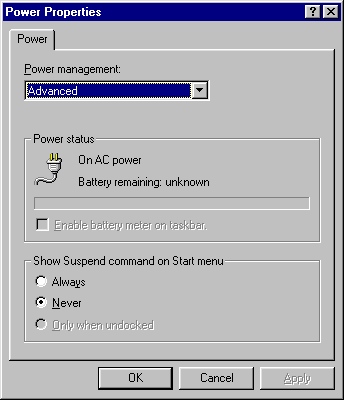 Power Properties
Power
Power management:
Advanced
Power status
On AC power
Battery remaining: unknown
Enable battery meter on taskbar.
Show Suspend command on Start menu
Always
Never
Only when undocked
OK
Cancel
Apply